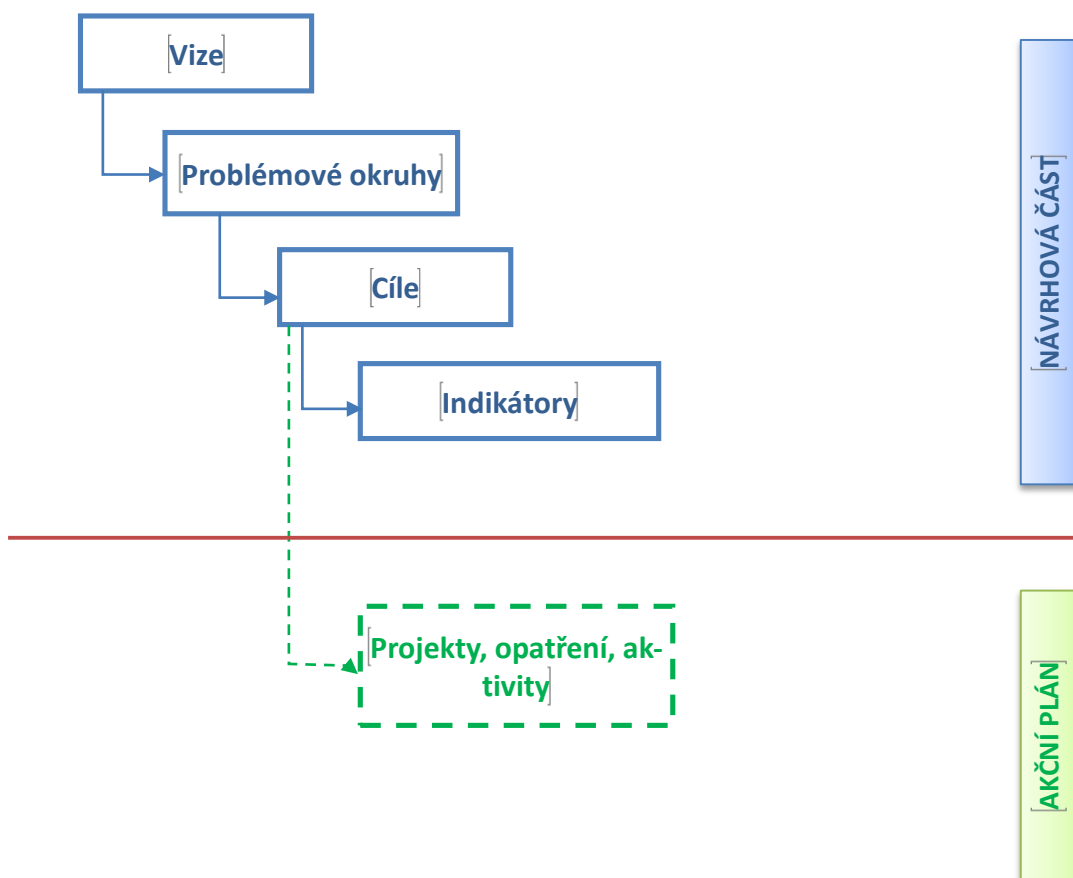 Vize
Problémové okruhy
Cíle
Indikátory
NÁVRHOVÁ ČÁST
Projekty, opatření, ak-
tivity
AKČNÍ PLÁN